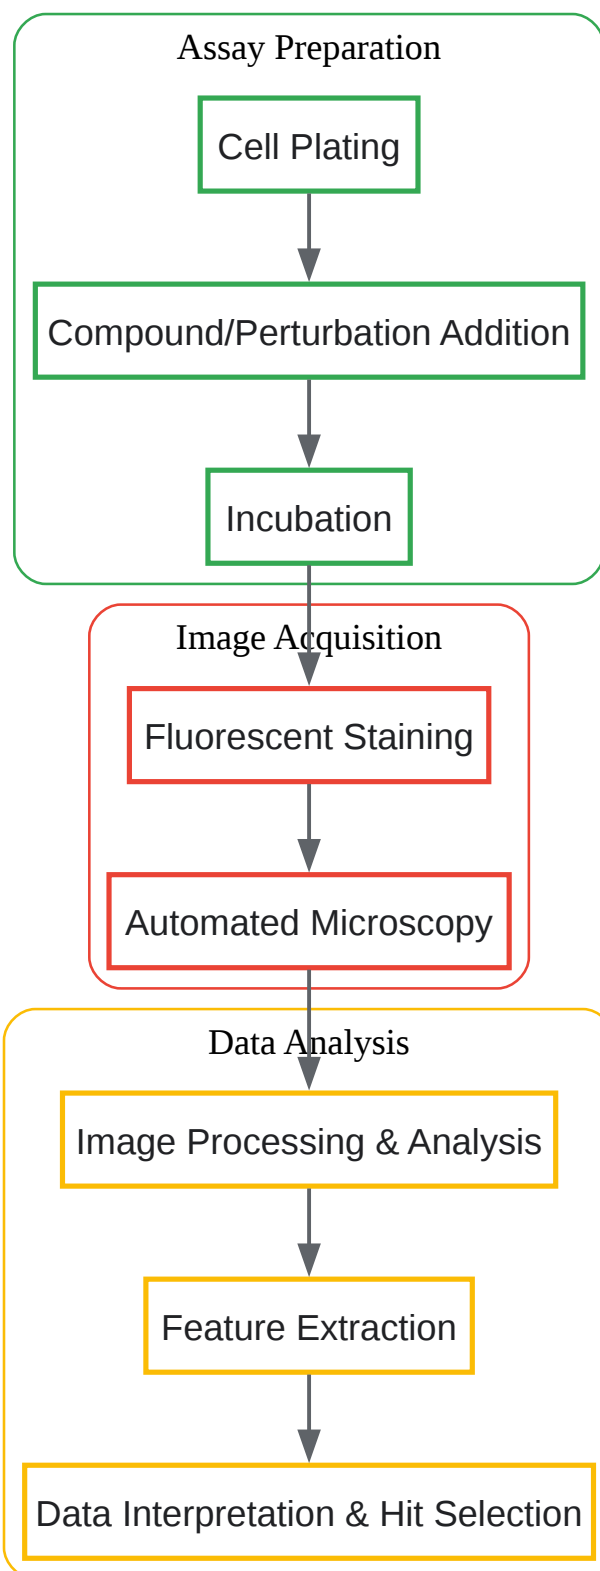 Assay Preparation
Cell Plating
Compound/Perturbation Addition
Incubation
Image Acquisition
Fluorescent Staining
Automated Microscopy
Data Analysis
Image Processing & Analysis
Feature Extraction
Data Interpretation & Hit Selection